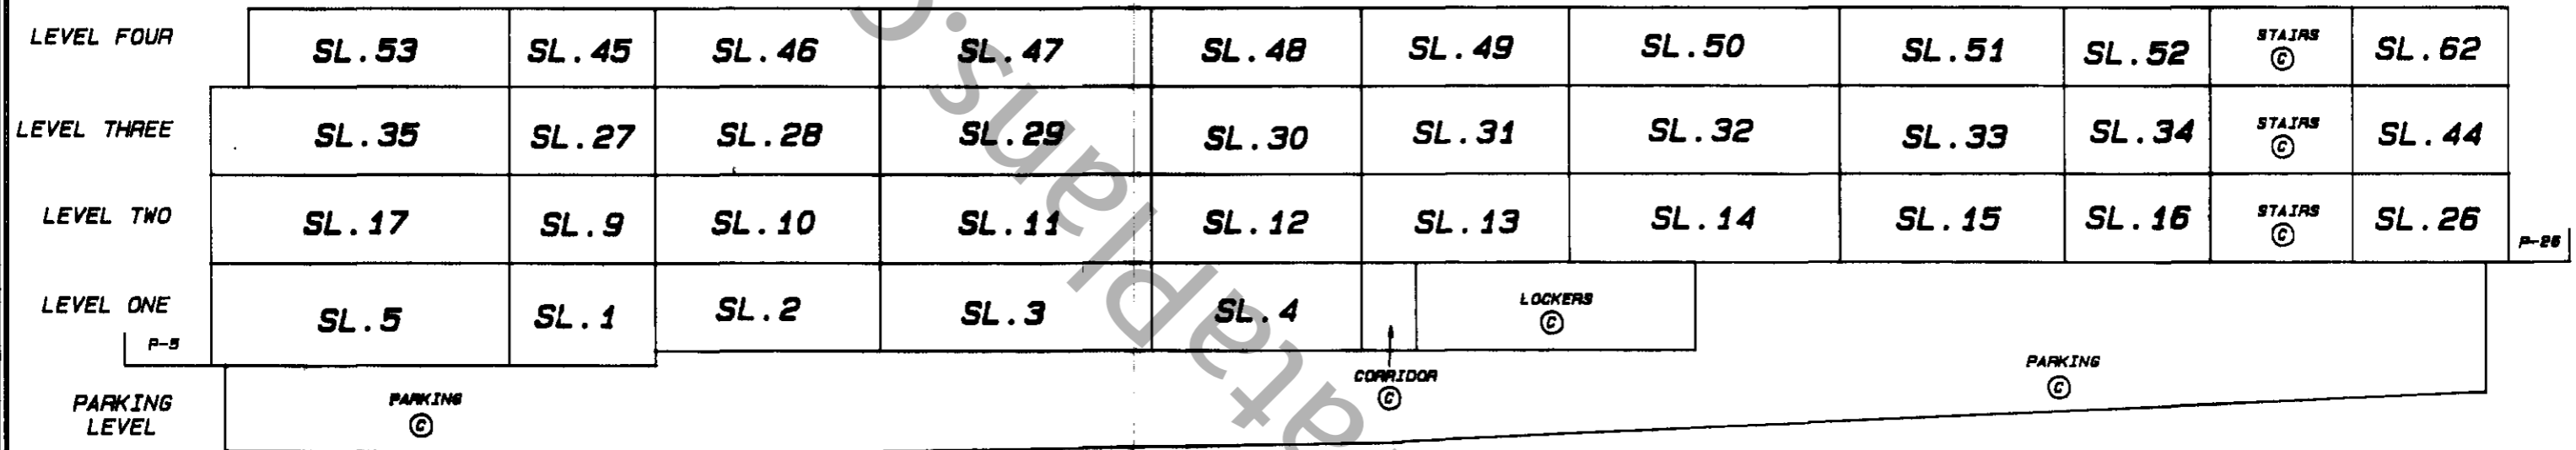 LEVEL FOUR SL.53 SL.45 SL.46 SL.47 SL.48 SL.49 SL.50 SL.51 SL.52 STAIRS C SL.62
LEVEL THREE SL.35 SL.27 SL.28 SL.29 SL.30 SL.31 SL.32 SL.33 SL.34 STAIRS C SL.44
LEVEL TWO SL.17 SL.9 SL.10 SL.11 SL.12 SL.13 SL.14 SL.15 SL.16 STAIRS C SL.26 P-26
LEVEL ONE P-5 SL.5 SL.1 SL.2 SL.3 SL.4 LOCKERS C
CORRIDOR C
PARKING C
PARKING
LEVEL
PARKING C